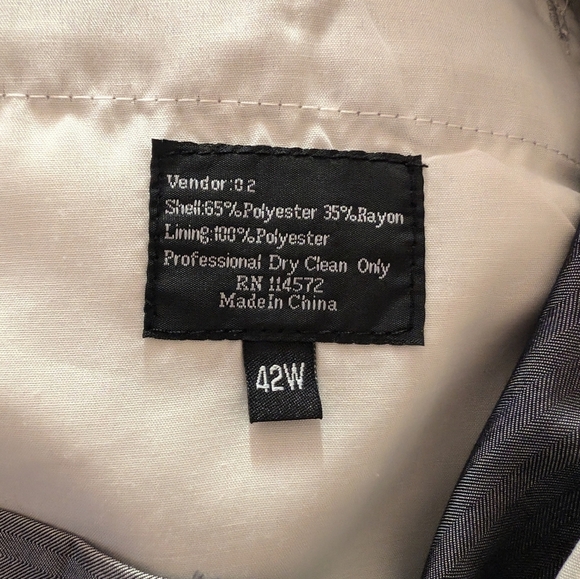 Vendor:02
Shell:65%Polyester 35%Rayon
Lining:100%Polyester
Professional Dry Clean Only
RN 114572
MadeIn China
42W